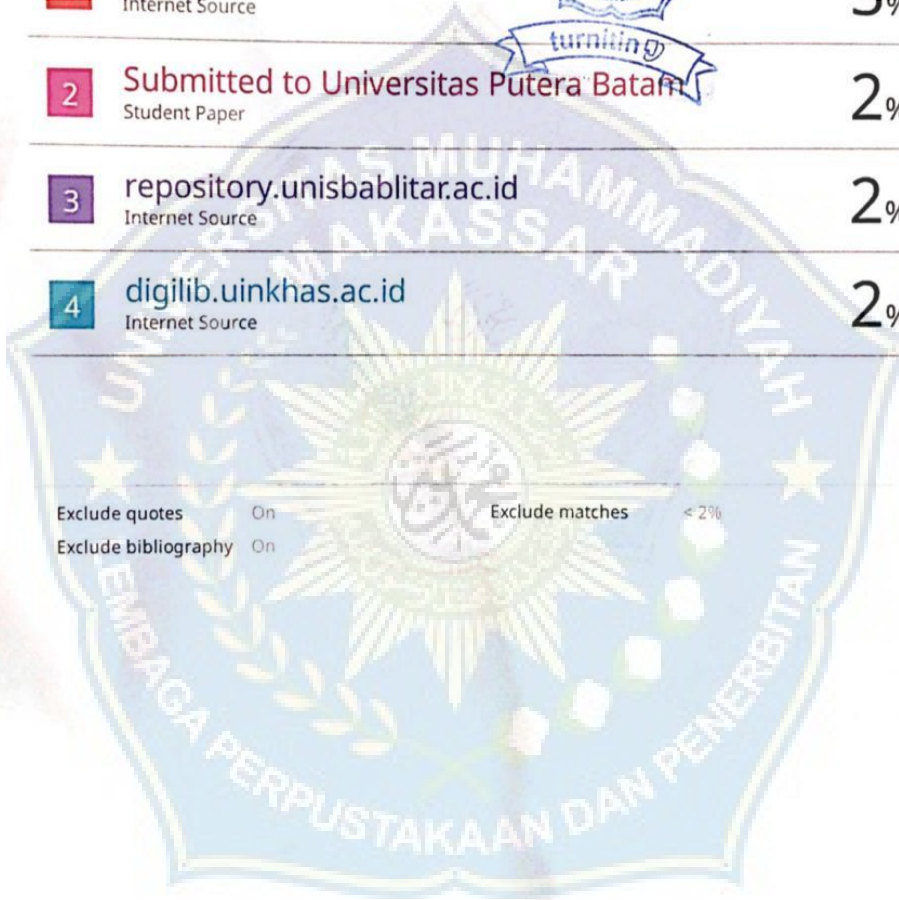 Internet Source
turnitin
2 Submitted to Universitas Putera Batam 2%
Student Paper
3 repository.unisbablitar.ac.id 2%
Internet Source
4 digilib.uinkhas.ac.id 2%
Internet Source
UNIVERSITAS MUHAMMADIYAH
MAKASSAR
Exclude quotes On Exclude matches < 2%
Exclude bibliography On
LEMBAGA PERPUSTAKAAN DAN PENERBITAN